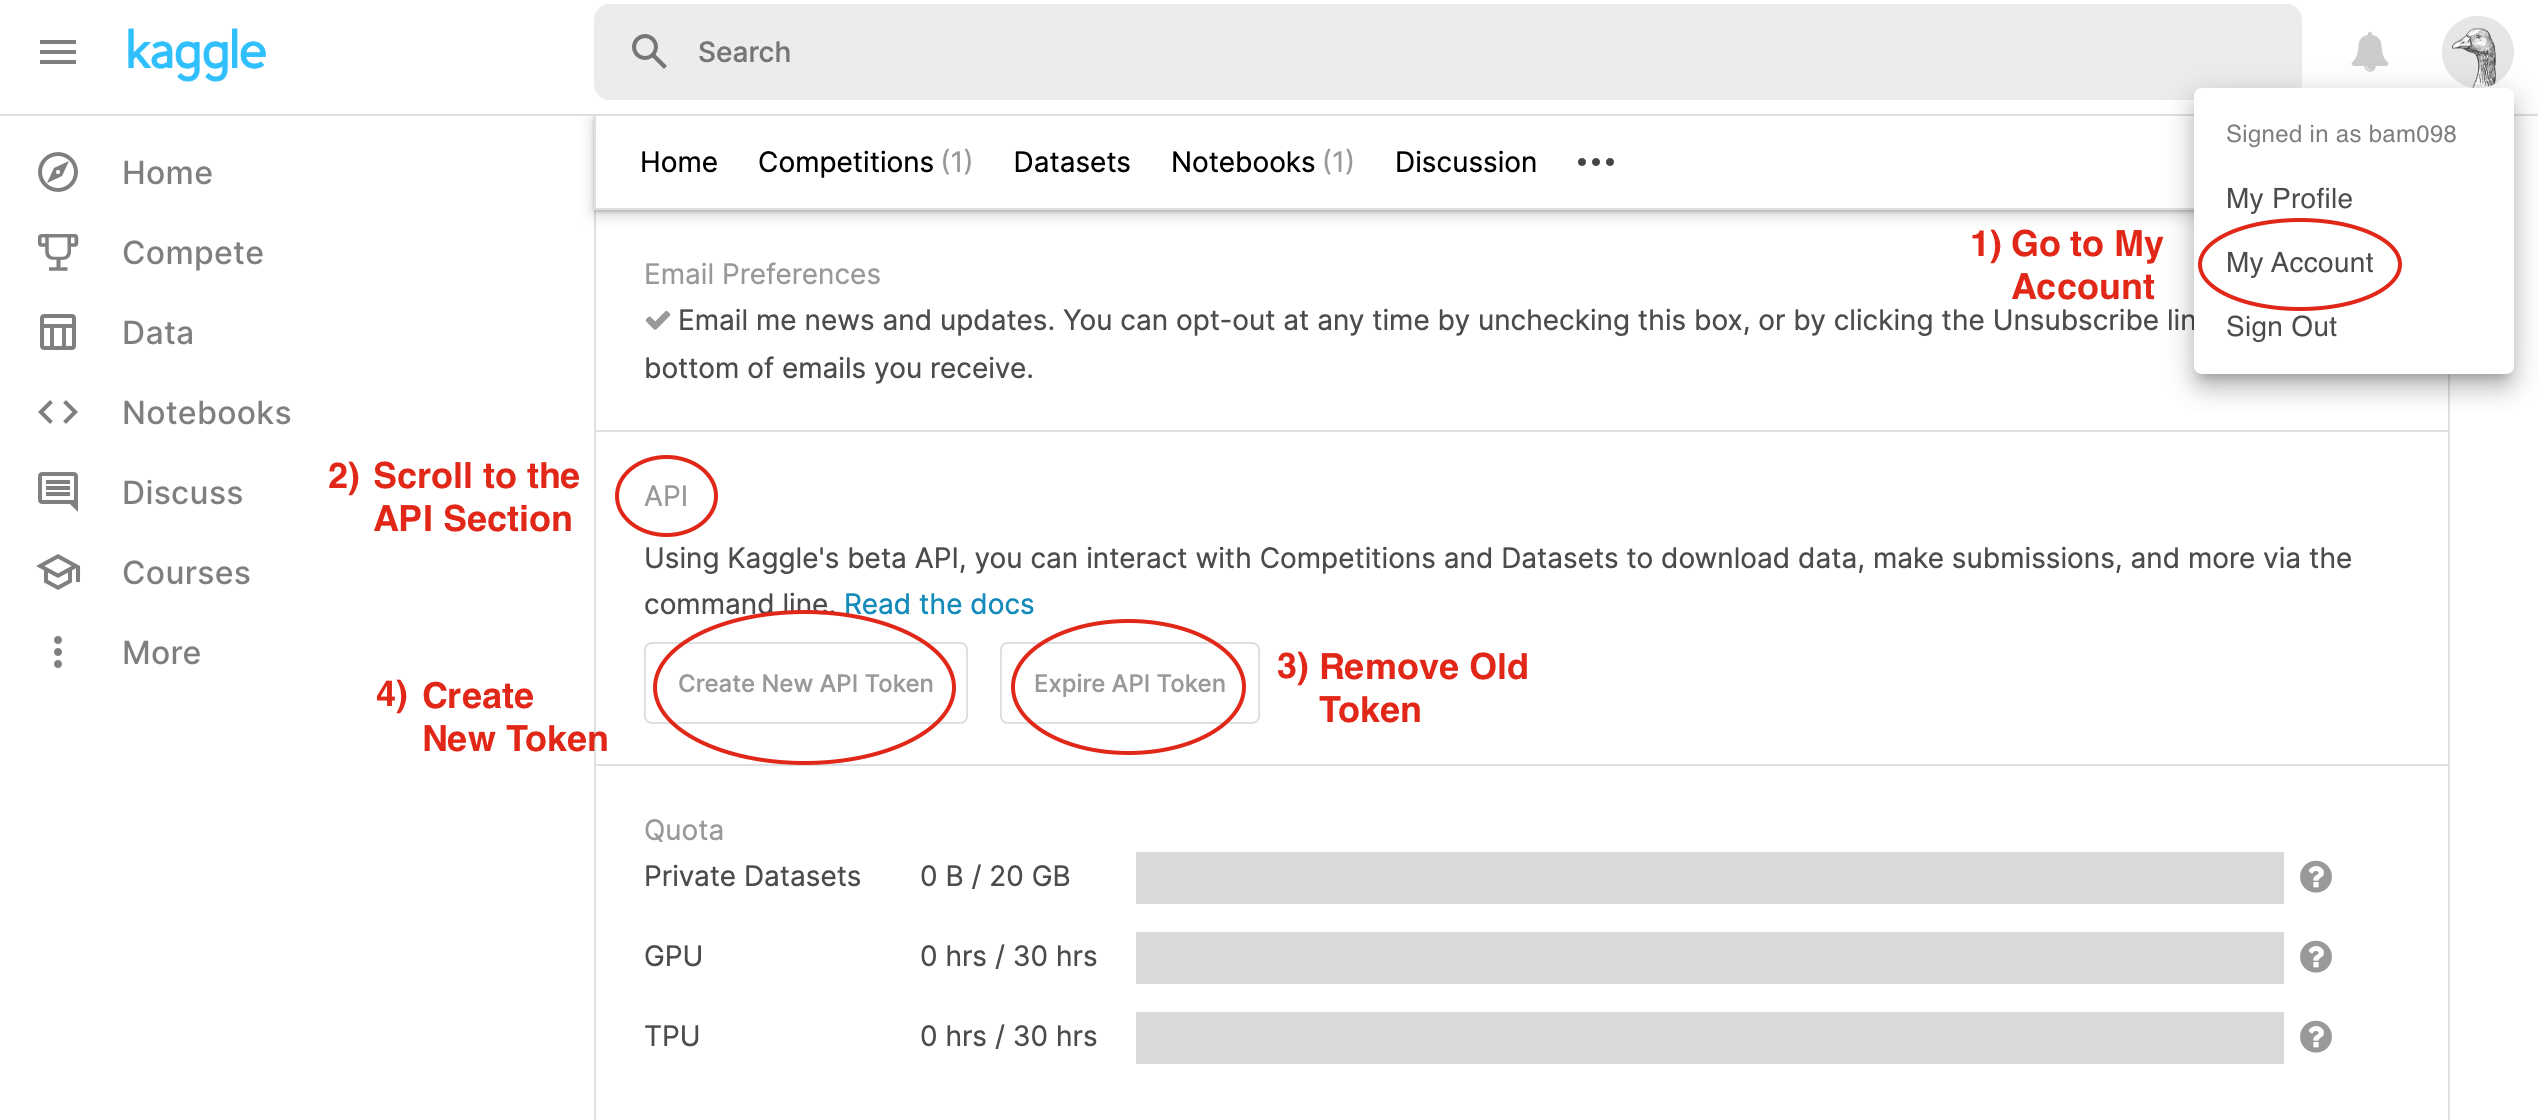 kaggle
Search
Signed in as bam098
My Profile
My Account
Sign Out
Home
Compete
Data
Notebooks
Discuss
Courses
More
Home Competitions (1) Datasets Notebooks (1) Discussion
1) Go to My
Account
Email Preferences
Email me news and updates. You can opt-out at any time by unchecking this box, or by clicking the Unsubscribe lin
bottom of emails you receive.
2) Scroll to the
API Section
API
Using Kaggle's beta API, you can interact with Competitions and Datasets to download data, make submissions, and more via the
command line. Read the docs
Create New API Token
Expire API Token
3) Remove Old
Token
4) Create
New Token
Quota
Private Datasets 0 B / 20 GB
GPU 0 hrs / 30 hrs
TPU 0 hrs / 30 hrs